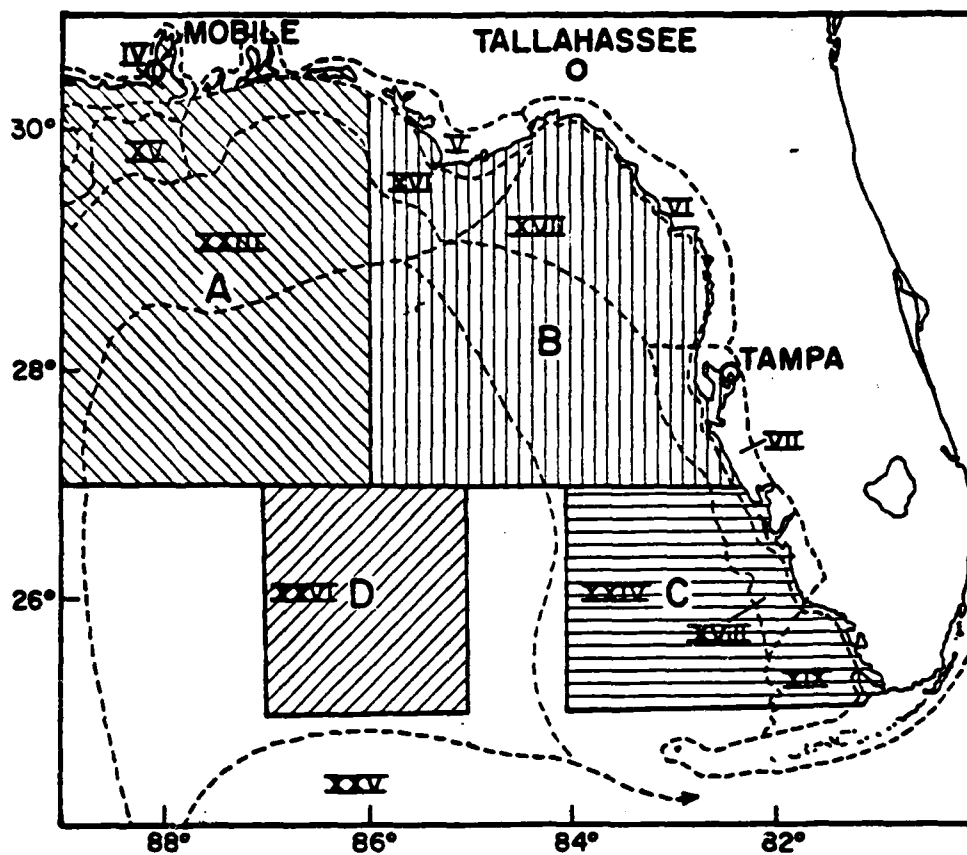 MOBILE
TALLAHASSEE
IV
30°
XV
V
XVI
XVII
VI
XXIII
A
B
28°
TAMPA
VII
26°
XXVI D
XXIV C
XVIII
XIX
XXV
88° 86° 84° 82°